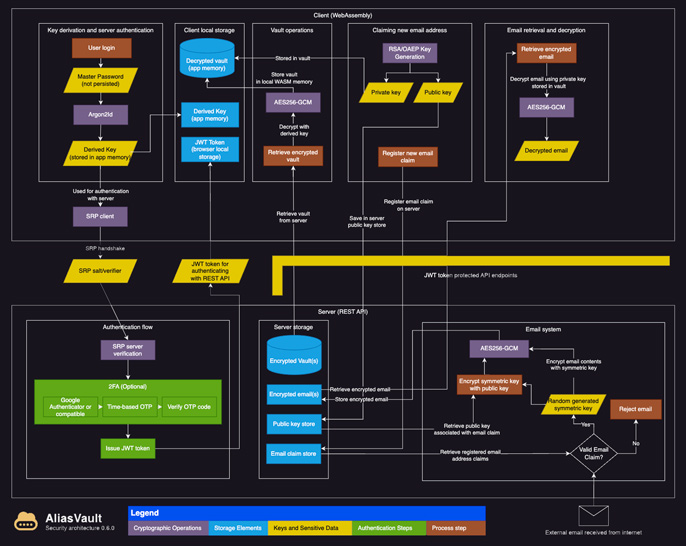 Client (WebAssembly)
Key derivation and server authentication
User login
Master Password
(not persisted)
Argon2Id
Derived Key
(stored in app memory)
Used for authentication
with server
SRP client
SRP handshake
SRP salt/verifier
Client local storage
Decrypted vault
(app memory)
Derived Key
(app memory)
JWT Token
(browser local
storage)
JWT token for
authenticating
with REST API
Vault operations
Stored in vault
Store vault
in local WASM memory
AES256-GCM
Decrypt with
derived key
Retrieve encrypted
vault
Retrieve vault
from server
Claiming new email address
RSA/OAEP Key
Generation
Private key
Public key
Register new email
claim
Register email claim
on server
Save in server
public key store
Email retrieval and decryption
Retrieve encrypted
email
Decrypt email using private key
stored in vault
AES256-GCM
Decrypted email
JWT token protected API endpoints
Server (REST API)
Authentication flow
SRP server
verification
2FA (Optional)
Google
Authenticator or
compatible
Time-based OTP
Verify OTP code
Issue JWT token
Server storage
Encrypted Vault(s)
Encrypted email(s)
Public key store
Email claim store
Retrieve encrypted email
Store encrypted email
Retrieve public key
associated with email claim
Retrieve registered email
address claims
Email system
AES256-GCM
Encrypt email contents
with symmetric key
Encrypt symmetric key
with public key
Random generated
symmetric key
Reject email
Yes
No
Valid Email
Claim?
External email received from internet
AliasVault
Security architecture 0.6.0
Legend
Cryptographic Operations
Storage Elements
Keys and Sensitive Data
Authentication Steps
Process step